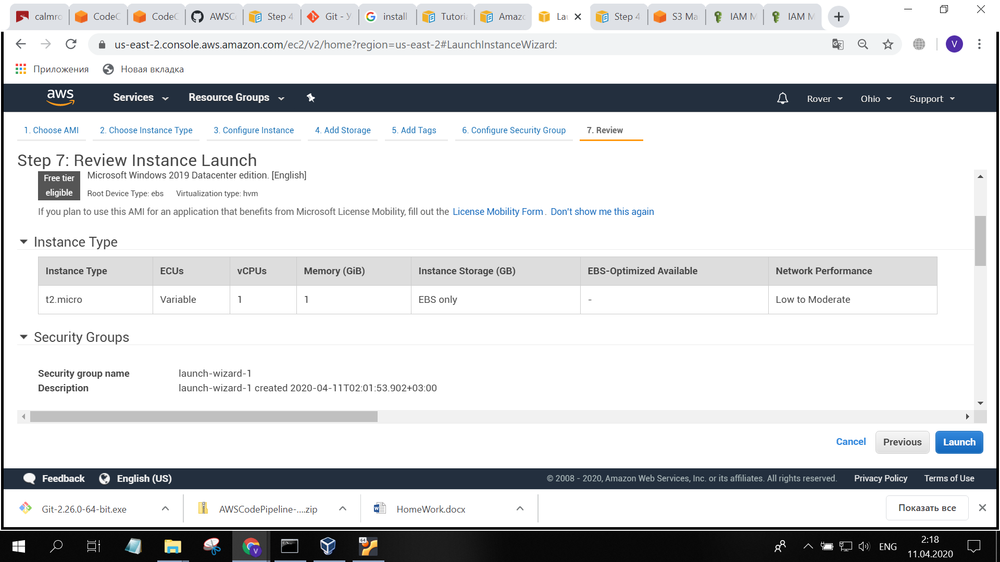 calmro
CodeC
CodeC
AWSCo
Step 4
Git - У
install
Tutoria
Amazo
Lau
Step 4
S3 Ma
IAM M
IAM M
us-east-2.console.aws.amazon.com/ec2/v2/home?region=us-east-2#LaunchInstanceWizard:
V
Приложения
Новая вкладка
aws
Services
Resource Groups
Rover
Ohio
Support
1. Choose AMI
2. Choose Instance Type
3. Configure Instance
4. Add Storage
5. Add Tags
6. Configure Security Group
7. Review
Step 7: Review Instance Launch
Free tier
eligible
Microsoft Windows 2019 Datacenter edition. [English]
Root Device Type: ebs Virtualization type: hvm
If you plan to use this AMI for an application that benefits from Microsoft License Mobility, fill out the License Mobility Form. Don't show me this again
Instance Type
Instance Type ECUs vCPUs Memory (GiB) Instance Storage (GB) EBS-Optimized Available Network Performance
t2.micro Variable 1 1 EBS only - Low to Moderate
Security Groups
Security group name launch-wizard-1
Description launch-wizard-1 created 2020-04-11T02:01:53.902+03:00
Cancel
Previous
Launch
Feedback
English (US)
© 2008 - 2020, Amazon Web Services, Inc. or its affiliates. All rights reserved.
Privacy Policy
Terms of Use
Git-2.26.0-64-bit.exe
AWSCodePipeline-....zip
HomeWork.docx
Показать все
64
ENG
2:18
11.04.2020